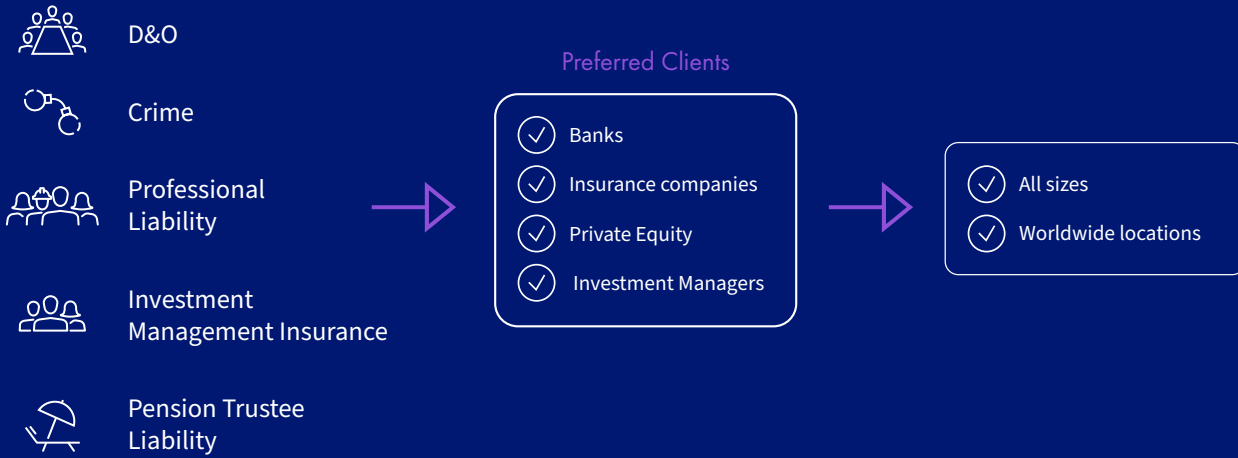 D&O
Crime
Professional
Liability
Investment
Management Insurance
Pension Trustee
Liability
Preferred Clients
Banks
Insurance companies
Private Equity
Investment Managers
All sizes
Worldwide locations